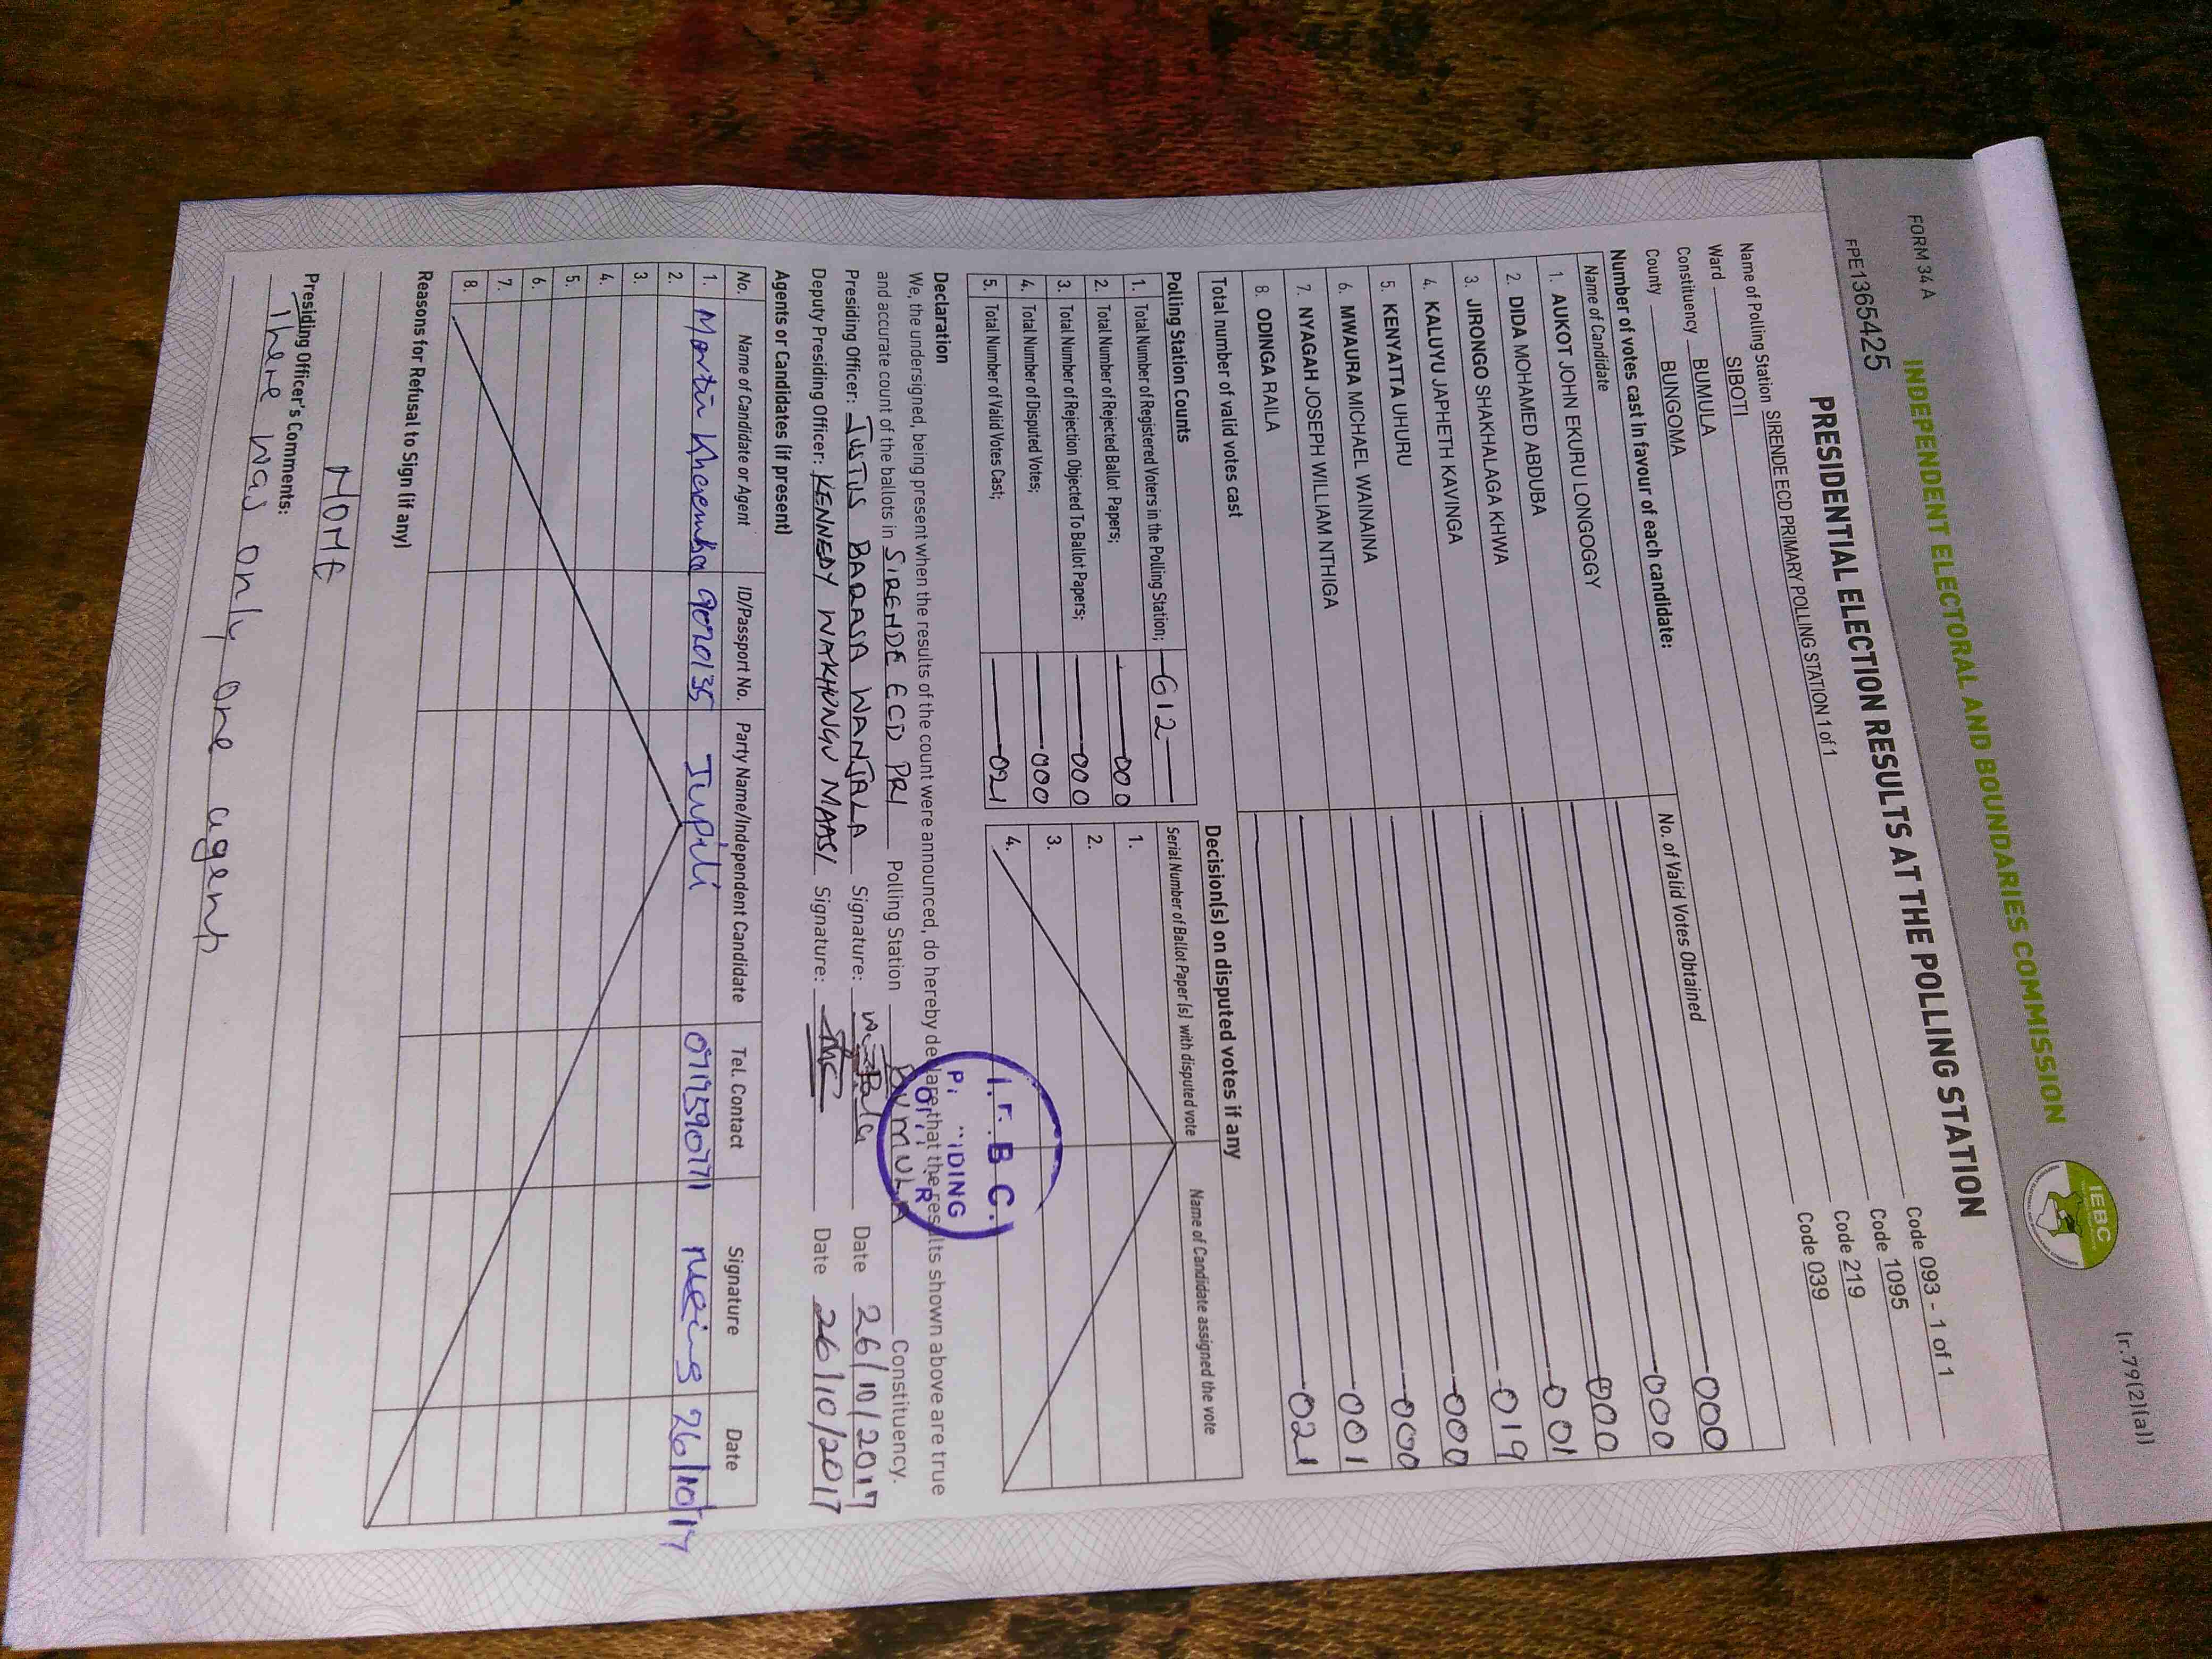 FORM 34 A
(r.79(2)(a))
INDEPENDENT ELECTORAL AND BOUNDARIES COMMISSION
IEBC
FPE1365425
PRESIDENTIAL ELECTION RESULTS AT THE POLLING STATION
Name of Polling Station SIRENDE ECD PRIMARY POLLING STATION 1 of 1 Code 093 - 1 of 1
Ward SIBOTI Code 1095
Constituency BUMULA Code 219
County BUNGOMA Code 039
Number of votes cast in favour of each candidate:
Name of Candidate No. of Valid Votes Obtained
1. AUKOT JOHN EKURU LONGOGGY 000
2. DIDA MOHAMED ABDUBA 000
3. JIRONGO SHAKHALAGA KHWA 000
4. KALUYU JAPHETH KAVINGA 001
5. KENYATTA UHURU 019
6. MWAURA MICHAEL WAINAINA 000
7. NYAGAH JOSEPH WILLIAM NTHIGA 000
8. ODINGA RAILA 001
Total number of valid votes cast 021
Polling Station Counts
1. Total Number of Registered Voters in the Polling Station; 612
2. Total Number of Rejected Ballot Papers; 000
3. Total Number of Rejection Objected To Ballot Papers; 000
4. Total Number of Disputed Votes; 000
5. Total Number of Valid Votes Cast; 021
Decision(s) on disputed votes if any
Serial Number of Ballot Paper (s) with disputed vote Name of Candidate assigned the vote
1.
2.
3.
4.
Declaration
We, the undersigned, being present when the results of the count were announced, do hereby declare that the results shown above are true
and accurate count of the ballots in SIRENDE ECD PRI Polling Station BUMULA Constituency.
Presiding Officer: JUSTUS BARASA WANJALA Signature: Date 26/10/2017
Deputy Presiding Officer: KENNEDY WAKHUNGU MAASI Signature: Date 26/10/2017
I.E.B.C.
PRESIDING
Agents or Candidates (if present)
No. Name of Candidate or Agent ID/Passport No. Party Name/Independent Candidate Tel. Contact Signature Date
1. Martin 9070135 Jupili 0715590771 26/10/17
2.
3.
4.
5.
6.
7.
8.
Reasons for Refusal to Sign (if any)
NONE
Presiding Officer's Comments:
There was only one agent